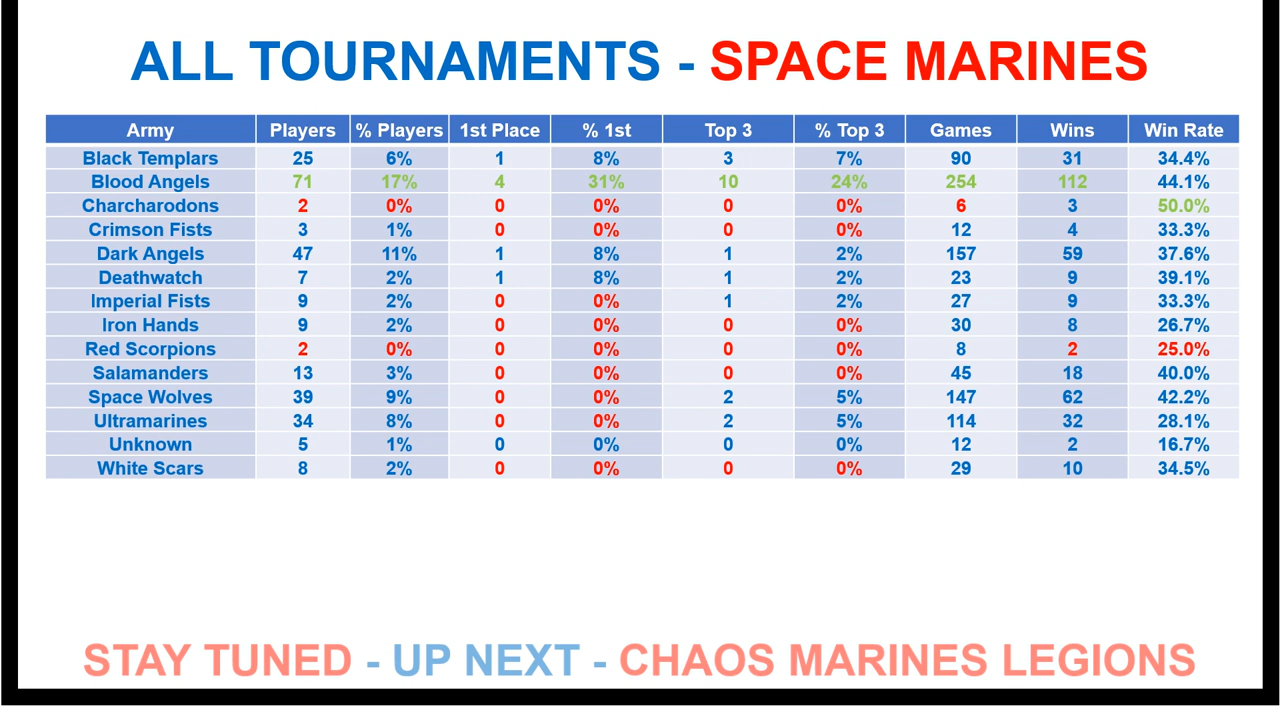 ALL TOURNAMENTS - SPACE MARINES
Army Players % Players 1st Place % 1st Top 3 % Top 3 Games Wins Win Rate
Black Templars 25 6% 1 8% 3 7% 90 31 34.4%
Blood Angels 71 17% 4 31% 10 24% 254 112 44.1%
Charcharodons 2 0% 0 0% 0 0% 6 3 50.0%
Crimson Fists 3 1% 0 0% 0 0% 12 4 33.3%
Dark Angels 47 11% 1 8% 1 2% 157 59 37.6%
Deathwatch 7 2% 1 8% 1 2% 23 9 39.1%
Imperial Fists 9 2% 0 0% 1 2% 27 9 33.3%
Iron Hands 9 2% 0 0% 0 0% 30 8 26.7%
Red Scorpions 2 0% 0 0% 0 0% 8 2 25.0%
Salamanders 13 3% 0 0% 0 0% 45 18 40.0%
Space Wolves 39 9% 0 0% 2 5% 147 62 42.2%
Ultramarines 34 8% 0 0% 2 5% 114 32 28.1%
Unknown 5 1% 0 0% 0 0% 12 2 16.7%
White Scars 8 2% 0 0% 0 0% 29 10 34.5%
STAY TUNED - UP NEXT - CHAOS MARINES LEGIONS